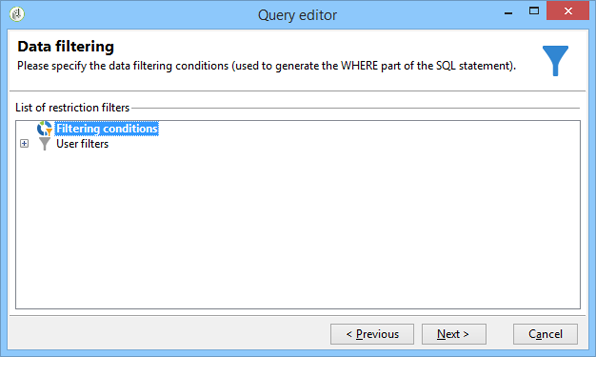 Query editor
Data filtering
Please specify the data filtering conditions (used to generate the WHERE part of the SQL statement).
List of restriction filters
Filtering conditions
User filters
< Previous
Next >
Cancel